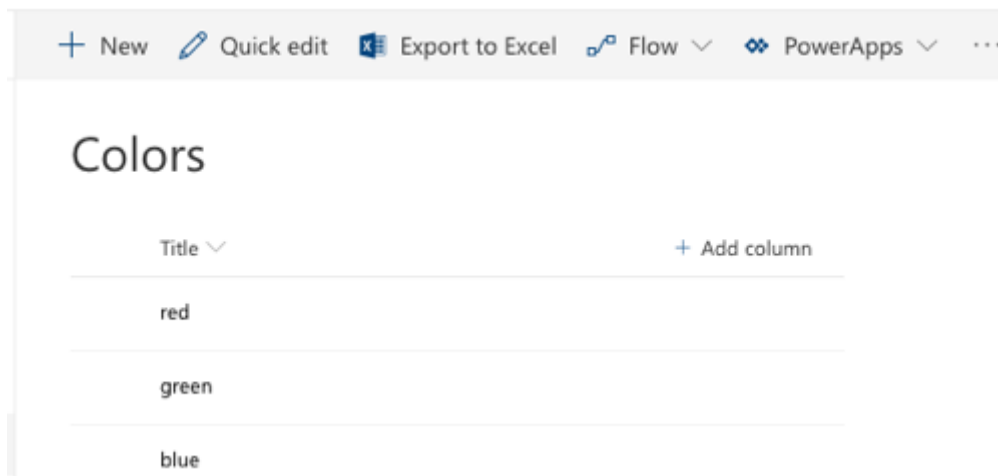 New Quick edit Export to Excel Flow PowerApps ...
Colors
Title + Add column
red
green
blue